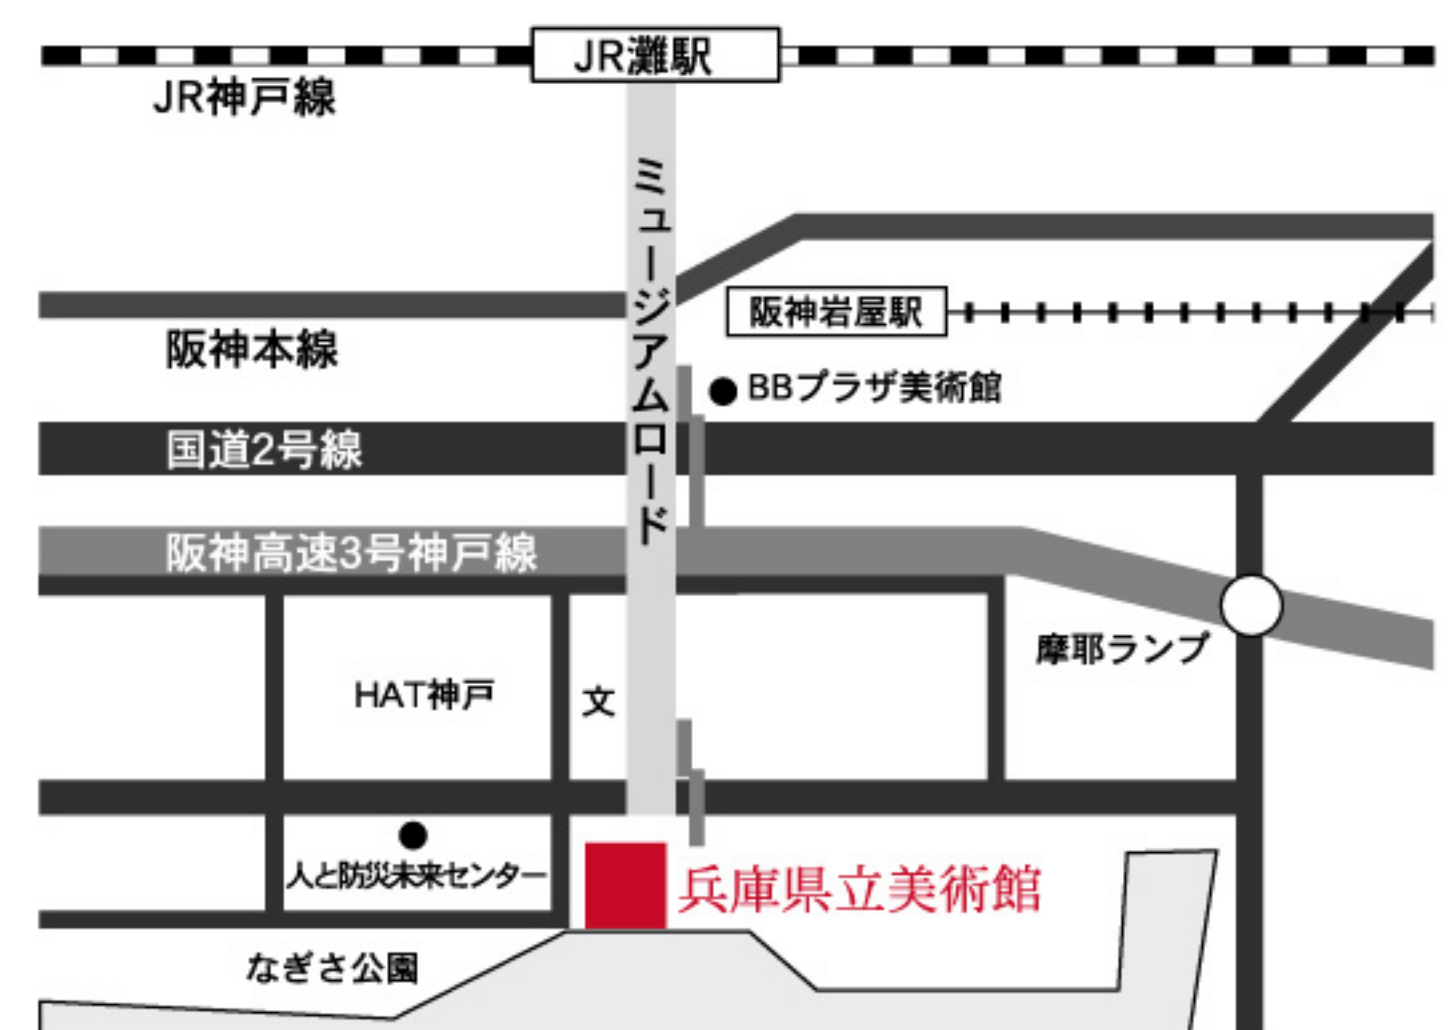 JR灘駅
JR神戸線
ミュージアムロード
阪神岩屋駅
阪神本線
BBプラザ美術館
国道2号線
阪神高速3号神戸線
摩耶ランプ
HAT神戸
文
人と防災未来センター
兵庫県立美術館
なぎさ公園